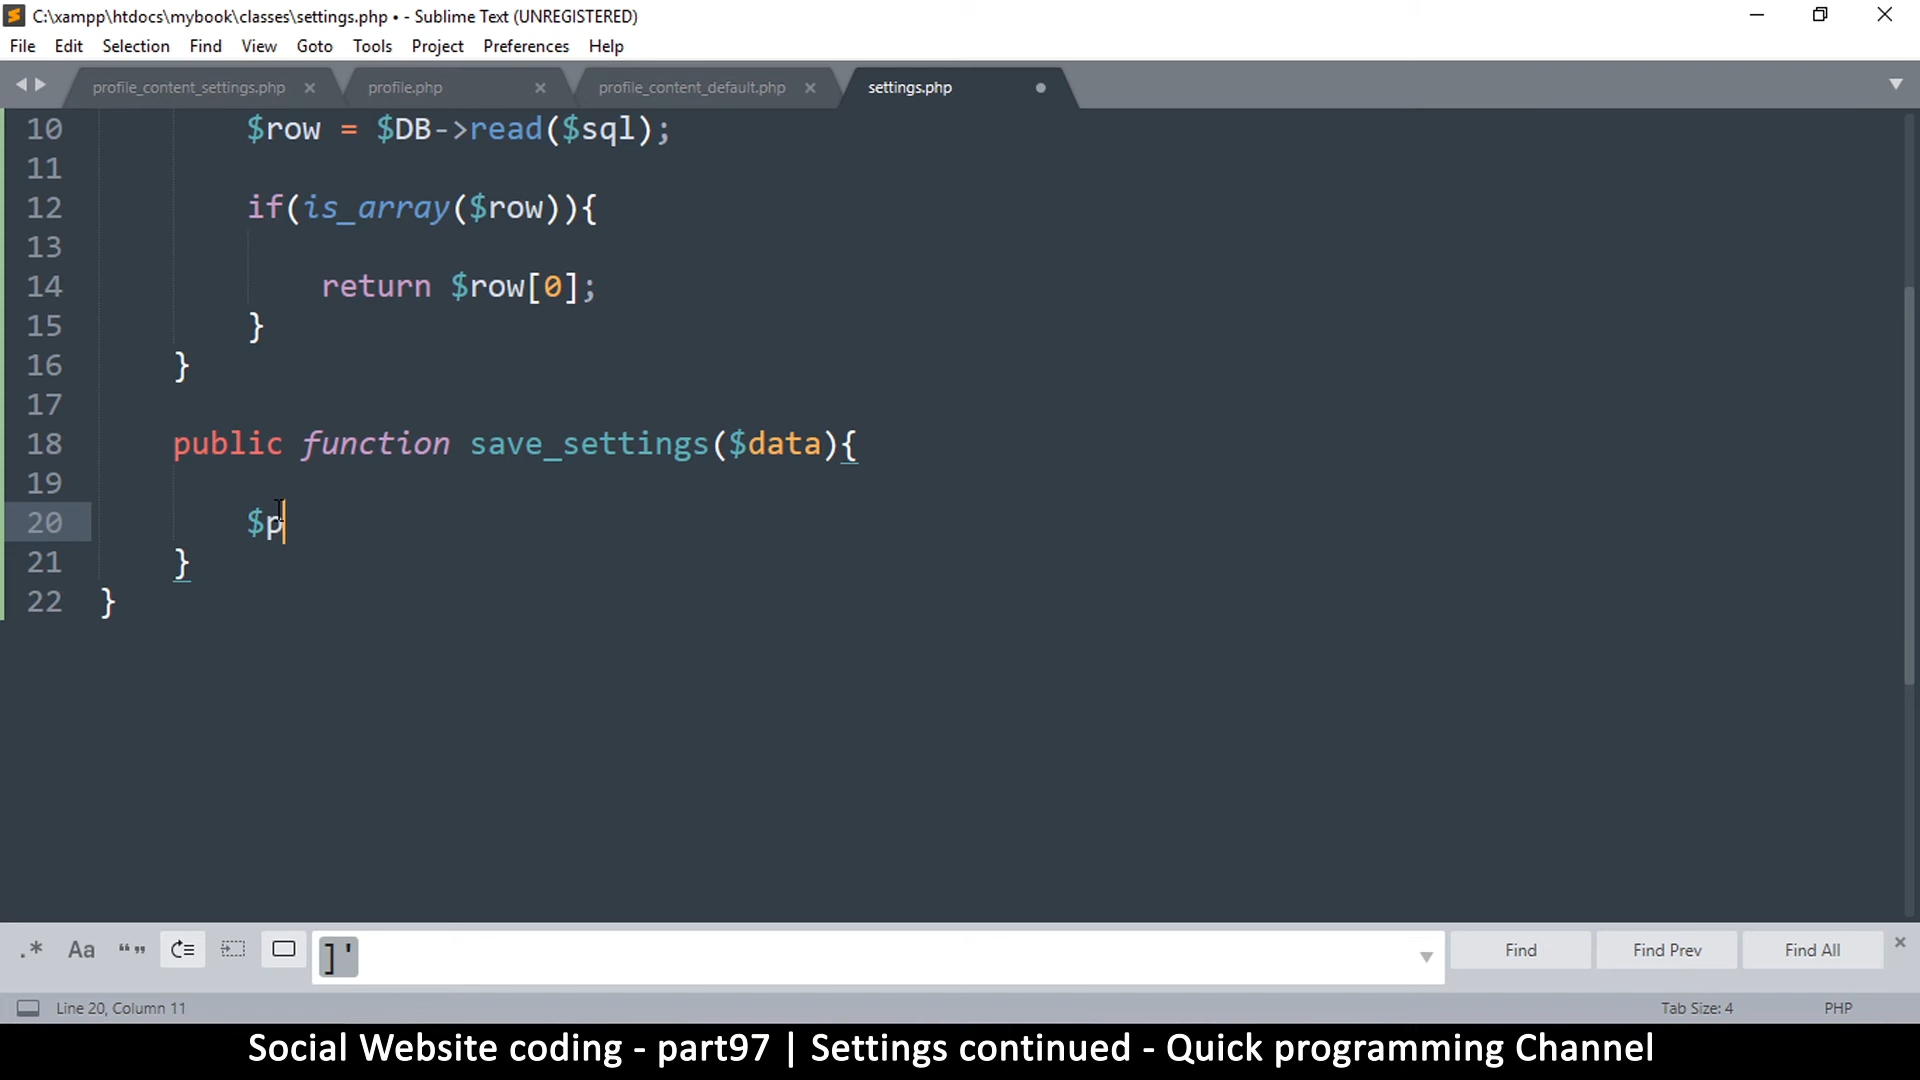 C:\xampp\htdocs\mybook\classes\settings.php • - Sublime Text (UNREGISTERED)
File Edit Selection Find View Goto Tools Project Preferences Help
profile_content_settings.php profile.php profile_content_default.php settings.php
10 $row = $DB->read($sql);
11
12 if(is_array($row)){
13
14 return $row[0];
15 }
16 }
17
18 public function save_settings($data){
19
20 $p
21 }
22 }
.* Aa “” ]' Find Find Prev Find All
Line 20, Column 11 Tab Size: 4 PHP
Social Website coding - part97 | Settings continued - Quick programming Channel